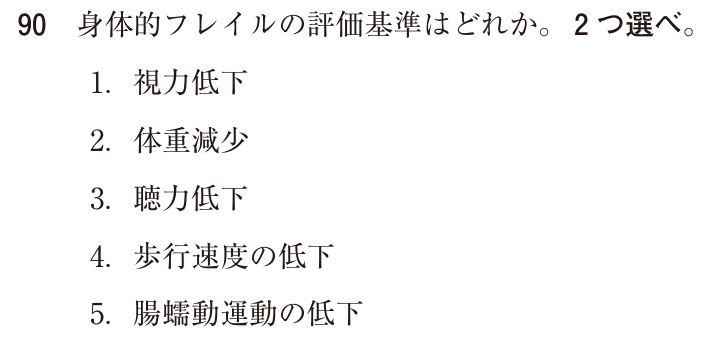 90 身体的フレイルの評価基準はどれか。2つ選べ。
1. 視力低下
2. 体重減少
3. 聴力低下
4. 歩行速度の低下
5. 腸蠕動運動の低下